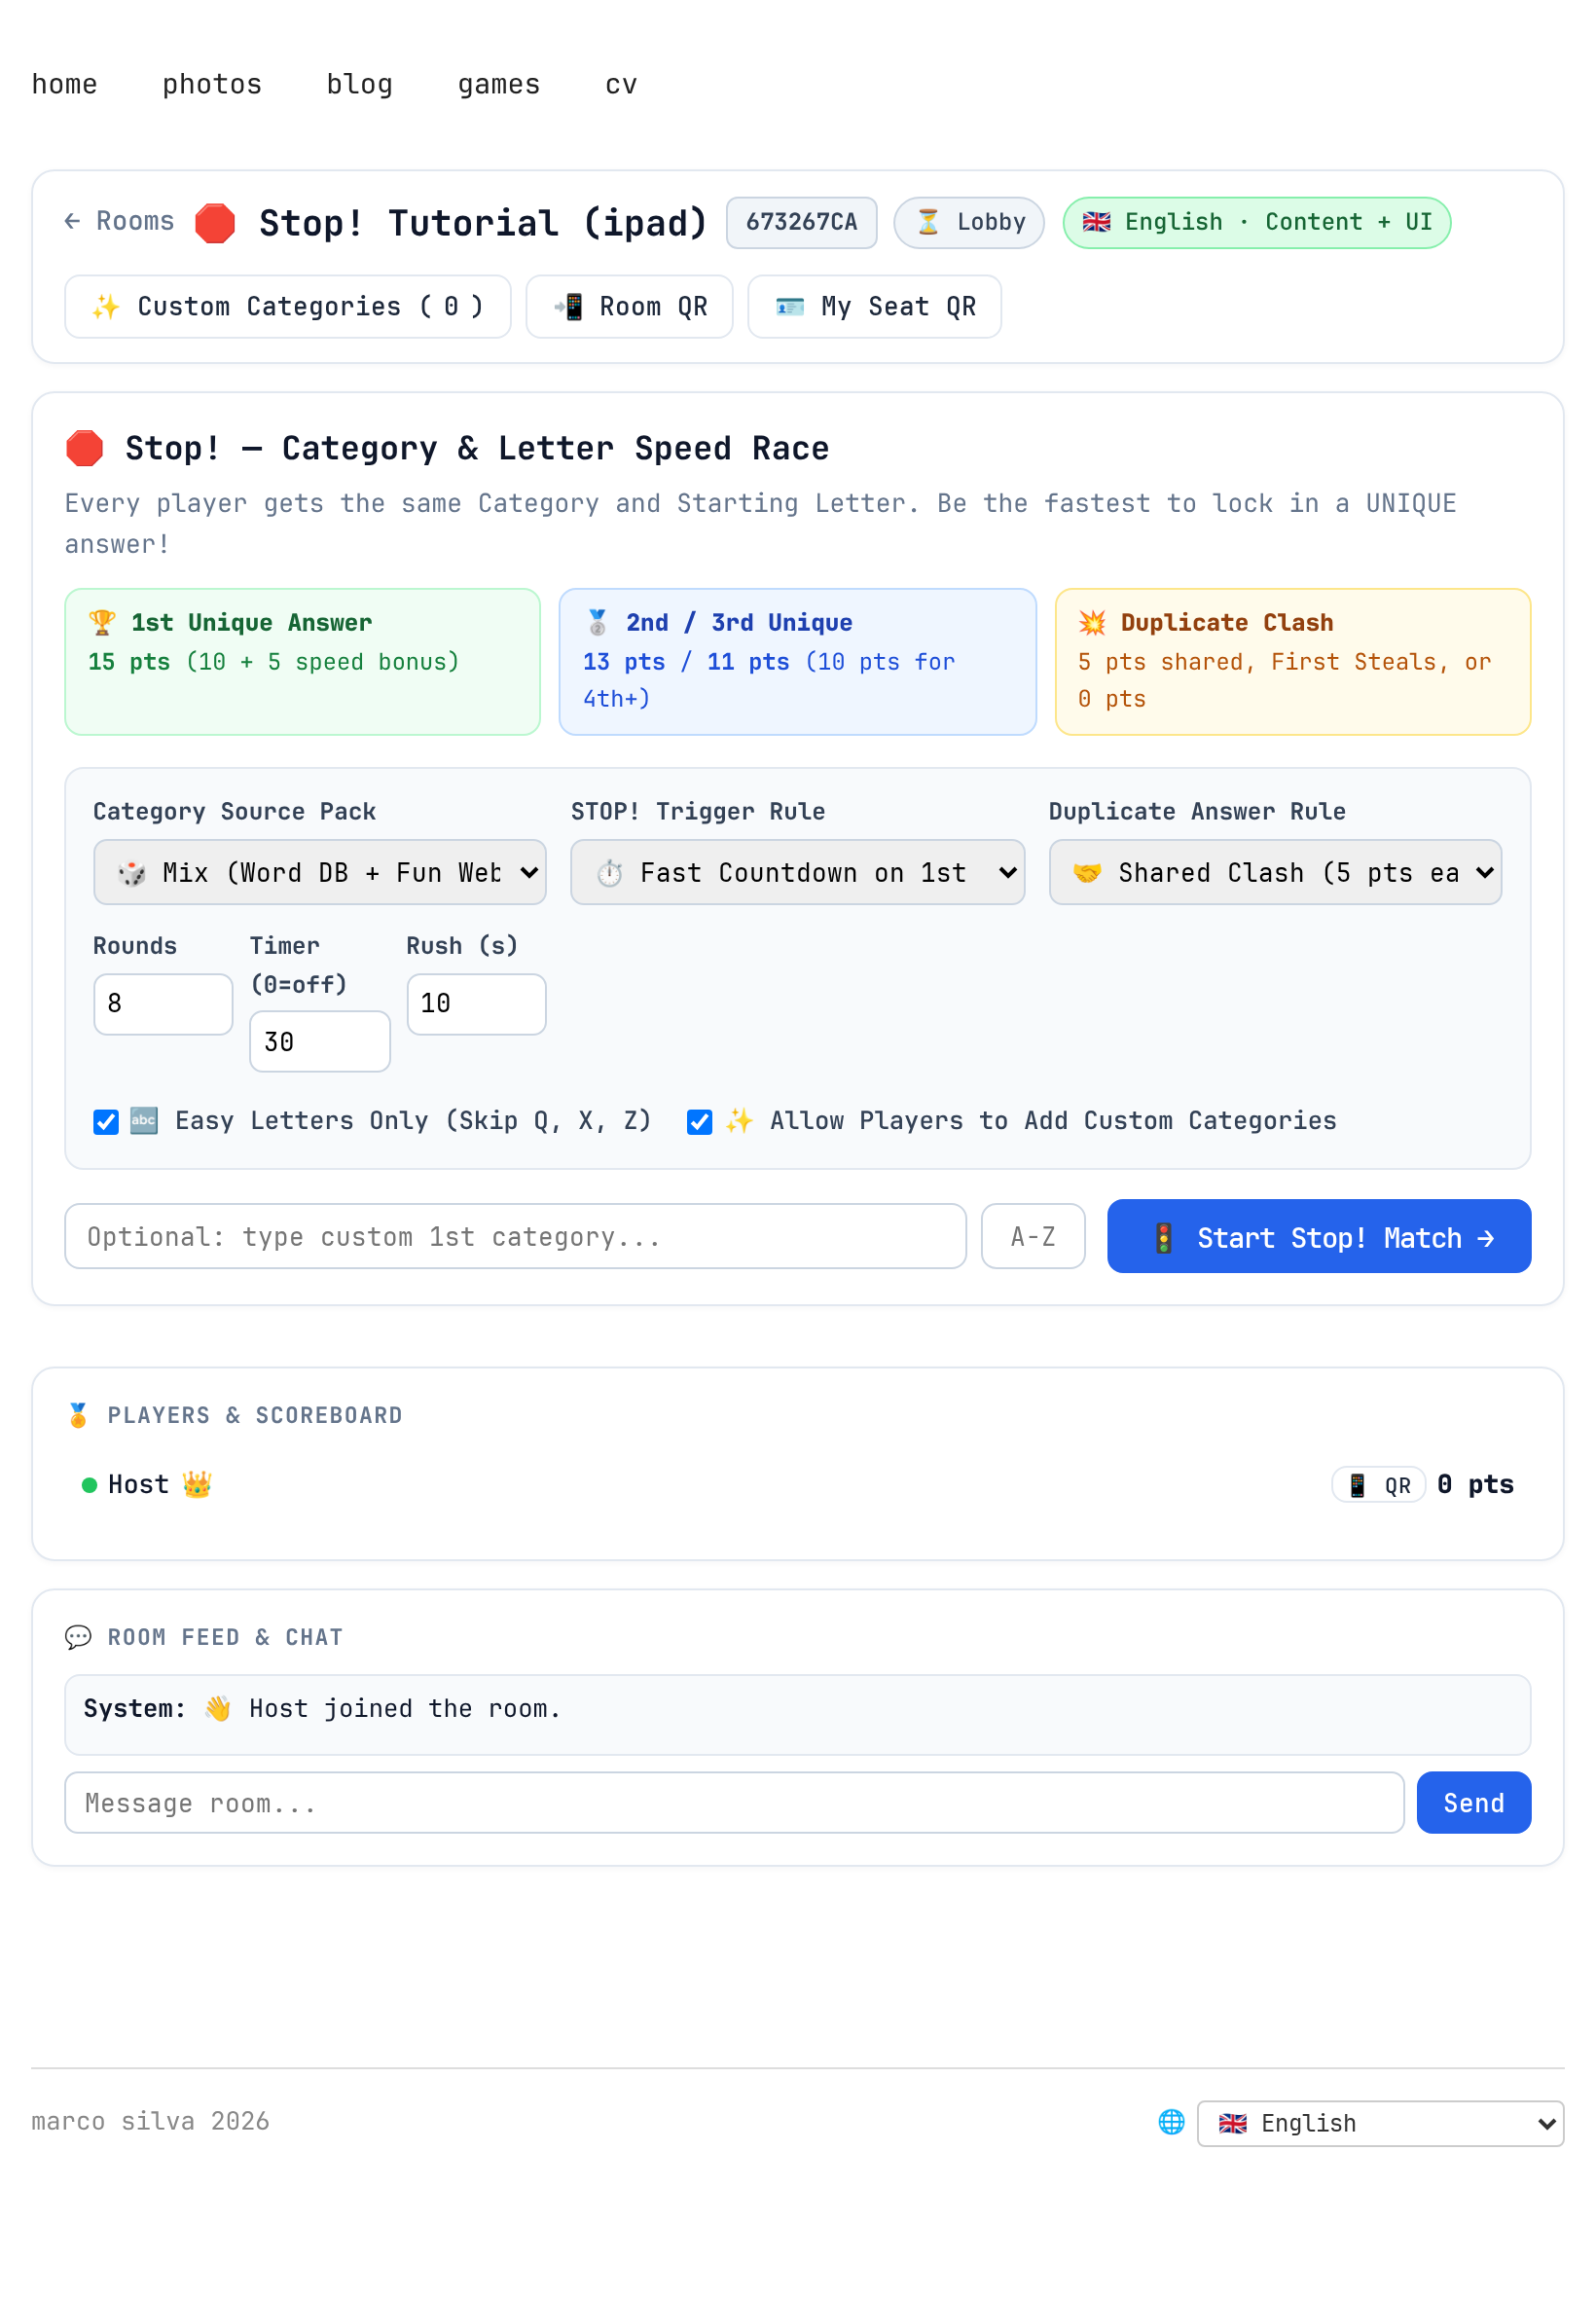 home photos blog games cv
← Rooms 🛑 Stop! Tutorial (ipad) 673267CA ⏳ Lobby 🇬🇧 English · Content + UI
✨ Custom Categories ( 0 ) 📲 Room QR 🪪 My Seat QR
🛑 Stop! — Category & Letter Speed Race
Every player gets the same Category and Starting Letter. Be the fastest to lock in a UNIQUE
answer!
🏆 1st Unique Answer
15 pts (10 + 5 speed bonus)
🥈 2nd / 3rd Unique
13 pts / 11 pts (10 pts for
4th+)
💥 Duplicate Clash
5 pts shared, First Steals, or
0 pts
Category Source Pack
🎲 Mix (Word DB + Fun Web
STOP! Trigger Rule
⏱️ Fast Countdown on 1st
Duplicate Answer Rule
🤝 Shared Clash (5 pts ea
Rounds
8
Timer
(0=off)
30
Rush (s)
10
🔤 Easy Letters Only (Skip Q, X, Z) ✨ Allow Players to Add Custom Categories
Optional: type custom 1st category... A-Z 🚦 Start Stop! Match →
🏅 PLAYERS & SCOREBOARD
Host 👑 📱 QR 0 pts
💬 ROOM FEED & CHAT
System: 👋 Host joined the room.
Message room... Send
marco silva 2026 🌐 🇬🇧 English